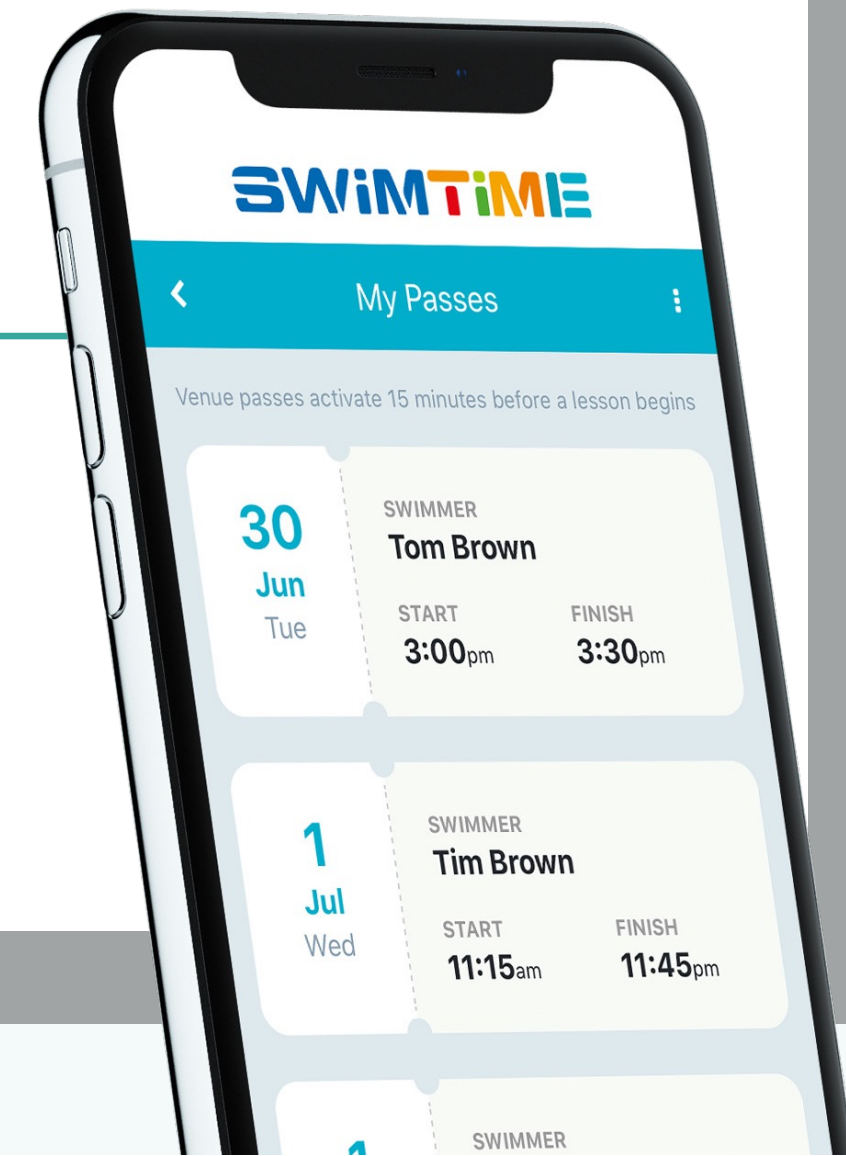 SWiMTiME
My Passes
Venue passes activate 15 minutes before a lesson begins
30
Jun
Tue
SWIMMER
Tom Brown
START FINISH
3:00pm 3:30pm
1
Jul
Wed
SWIMMER
Tim Brown
START FINISH
11:15am 11:45pm
1
SWIMMER